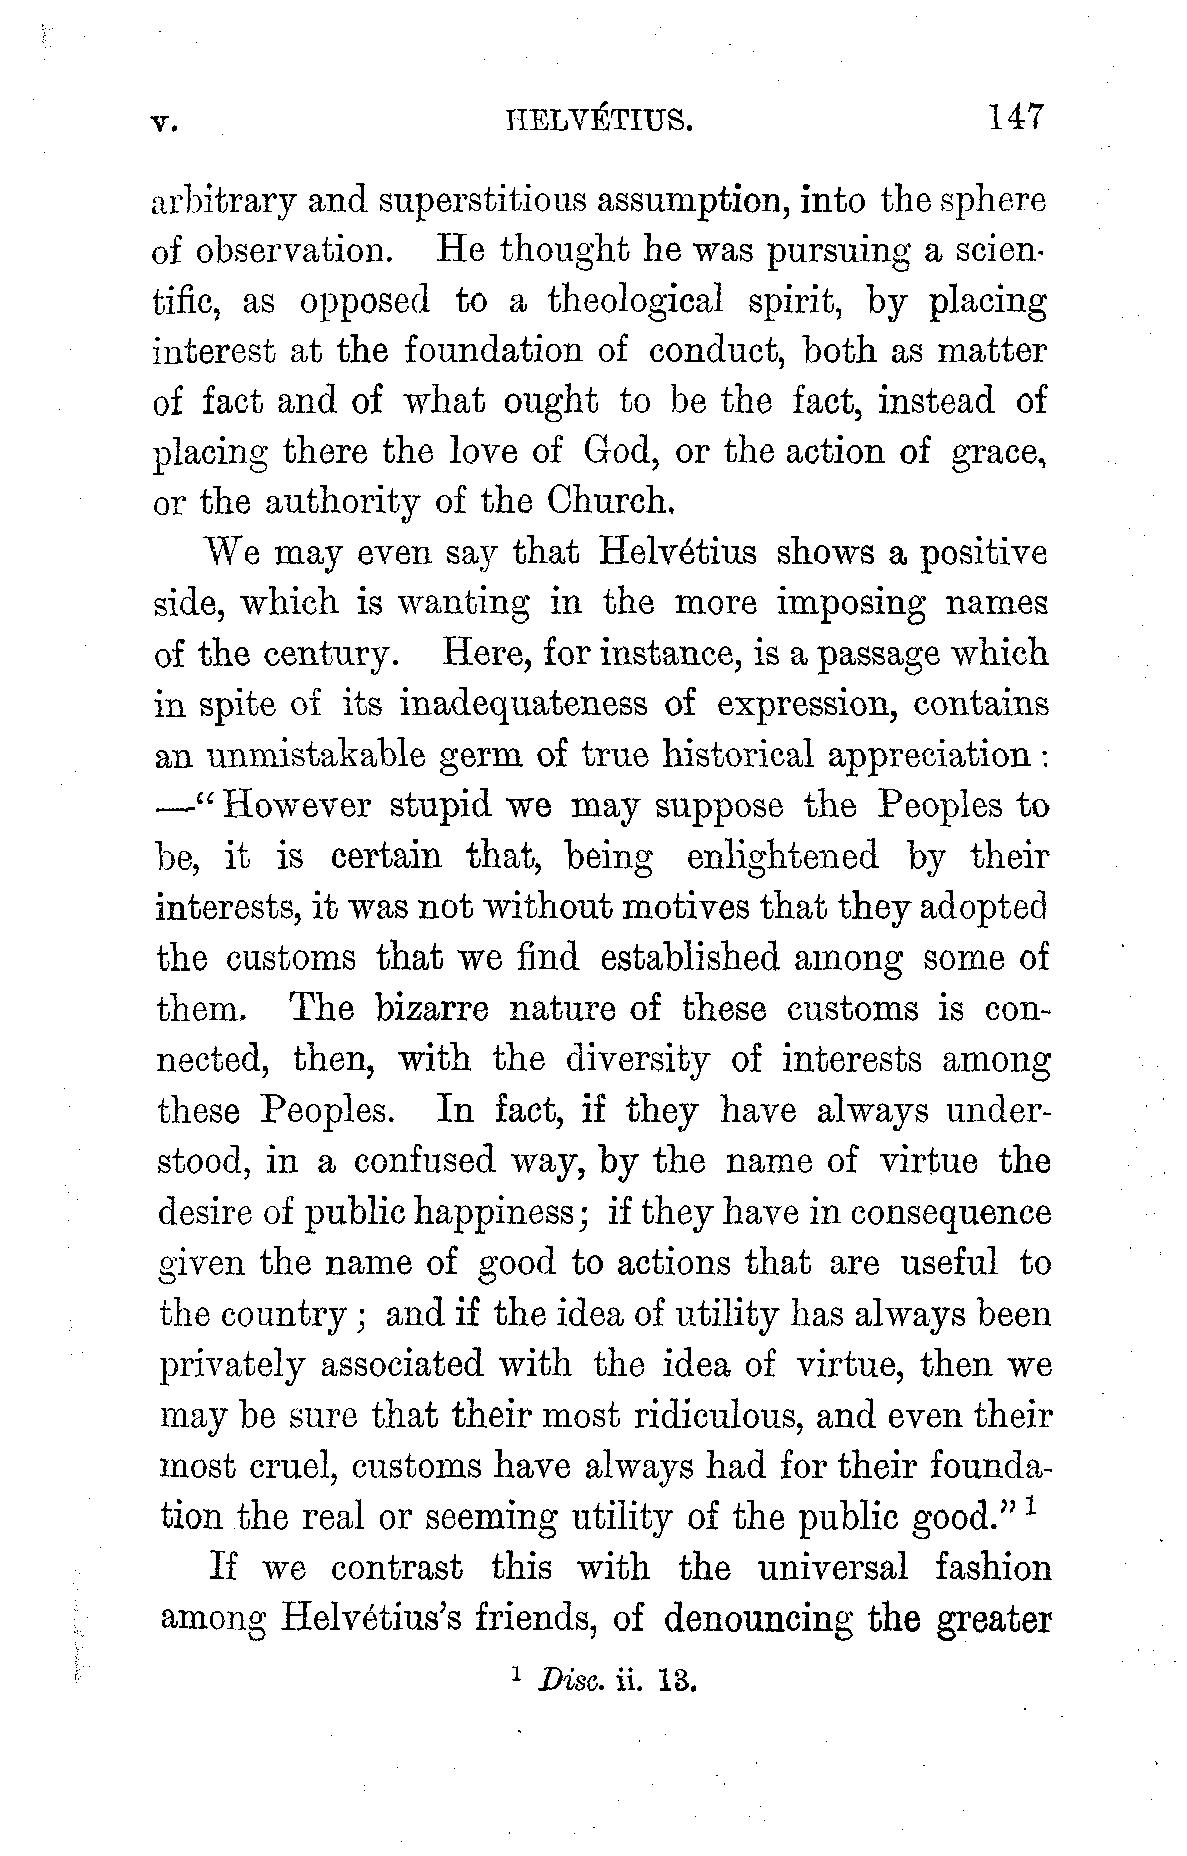 v. HELVÉTIUS. 147
arbitrary and superstitious assumption, into the sphere
of observation. He thought he was pursuing a scien-
tific, as opposed to a theological spirit, by placing
interest at the foundation of conduct, both as matter
of fact and of what ought to be the fact, instead of
placing there the love of God, or the action of grace,
or the authority of the Church.
We may even say that Helvétius shows a positive
side, which is wanting in the more imposing names
of the century. Here, for instance, is a passage which
in spite of its inadequateness of expression, contains
an unmistakable germ of true historical appreciation :
—“ However stupid we may suppose the Peoples to
be, it is certain that, being enlightened by their
interests, it was not without motives that they adopted
the customs that we find established among some of
them. The bizarre nature of these customs is con-
nected, then, with the diversity of interests among
these Peoples. In fact, if they have always under-
stood, in a confused way, by the name of virtue the
desire of public happiness; if they have in consequence
given the name of good to actions that are useful to
the country ; and if the idea of utility has always been
privately associated with the idea of virtue, then we
may be sure that their most ridiculous, and even their
most cruel, customs have always had for their founda-
tion the real or seeming utility of the public good.” 1
If we contrast this with the universal fashion
among Helvétius’s friends, of denouncing the greater
1 Disc. ii. 13.